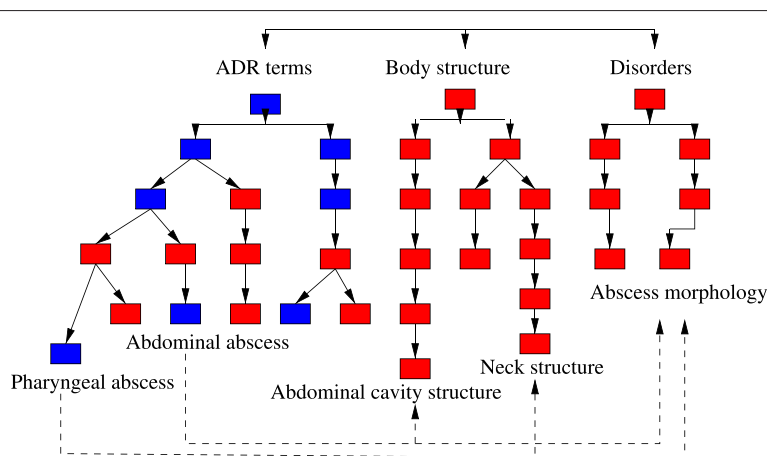 ADR terms
Body structure
Disorders
Abscess morphology
Abdominal abscess
Neck structure
Pharyngeal abscess
Abdominal cavity structure